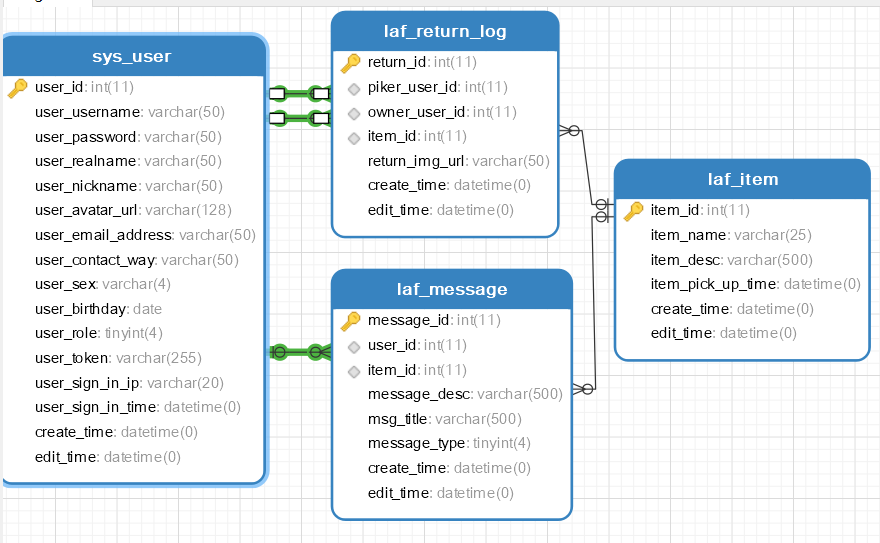 sys_user
user_id: int(11)
user_username: varchar(50)
user_password: varchar(50)
user_realname: varchar(50)
user_nickname: varchar(50)
user_avatar_url: varchar(128)
user_email_address: varchar(50)
user_contact_way: varchar(50)
user_sex: varchar(4)
user_birthday: date
user_role: tinyint(4)
user_token: varchar(255)
user_sign_in_ip: varchar(20)
user_sign_in_time: datetime(0)
create_time: datetime(0)
edit_time: datetime(0)
laf_return_log
return_id: int(11)
piker_user_id: int(11)
owner_user_id: int(11)
item_id: int(11)
return_img_url: varchar(50)
create_time: datetime(0)
edit_time: datetime(0)
laf_message
message_id: int(11)
user_id: int(11)
item_id: int(11)
message_desc: varchar(500)
msg_title: varchar(500)
message_type: tinyint(4)
create_time: datetime(0)
edit_time: datetime(0)
laf_item
item_id: int(11)
item_name: varchar(25)
item_desc: varchar(500)
item_pick_up_time: datetime(0)
create_time: datetime(0)
edit_time: datetime(0)